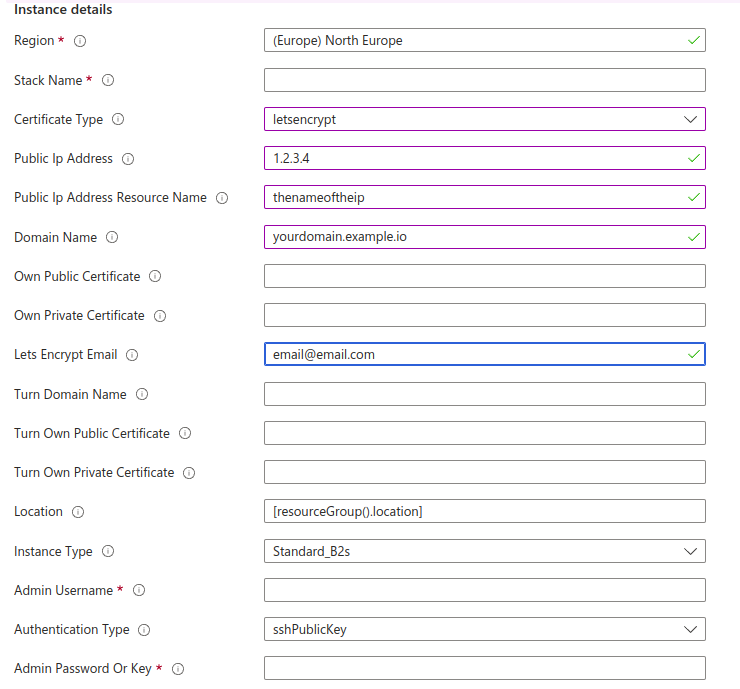 Instance details
Region * (Europe) North Europe
Stack Name *
Certificate Type letsencrypt
Public Ip Address 1.2.3.4
Public Ip Address Resource Name thenameoftheip
Domain Name yourdomain.example.io
Own Public Certificate
Own Private Certificate
Lets Encrypt Email email@email.com
Turn Domain Name
Turn Own Public Certificate
Turn Own Private Certificate
Location [resourceGroup().location]
Instance Type Standard_B2s
Admin Username *
Authentication Type sshPublicKey
Admin Password Or Key *